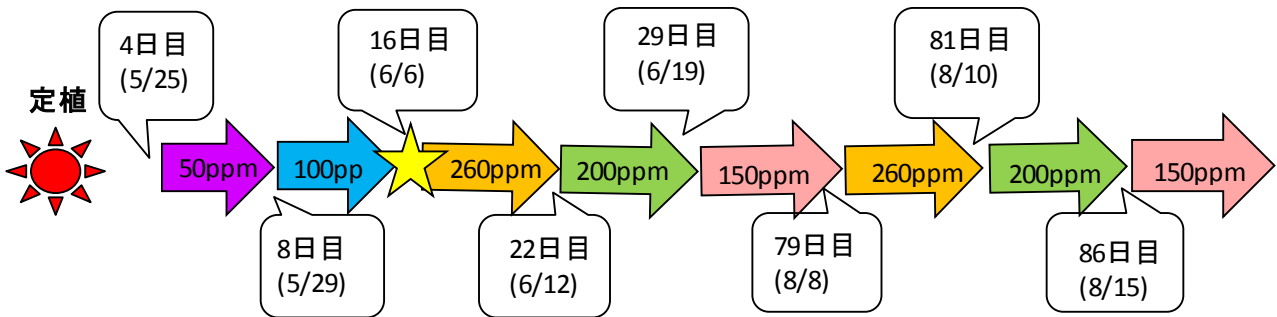 4日目
(5/25)
16日目
(6/6)
29日目
(6/19)
81日目
(8/10)
定植
50ppm
100pp
260ppm
200ppm
150ppm
260ppm
200ppm
150ppm
8日目
(5/29)
22日目
(6/12)
79日目
(8/8)
86日目
(8/15)